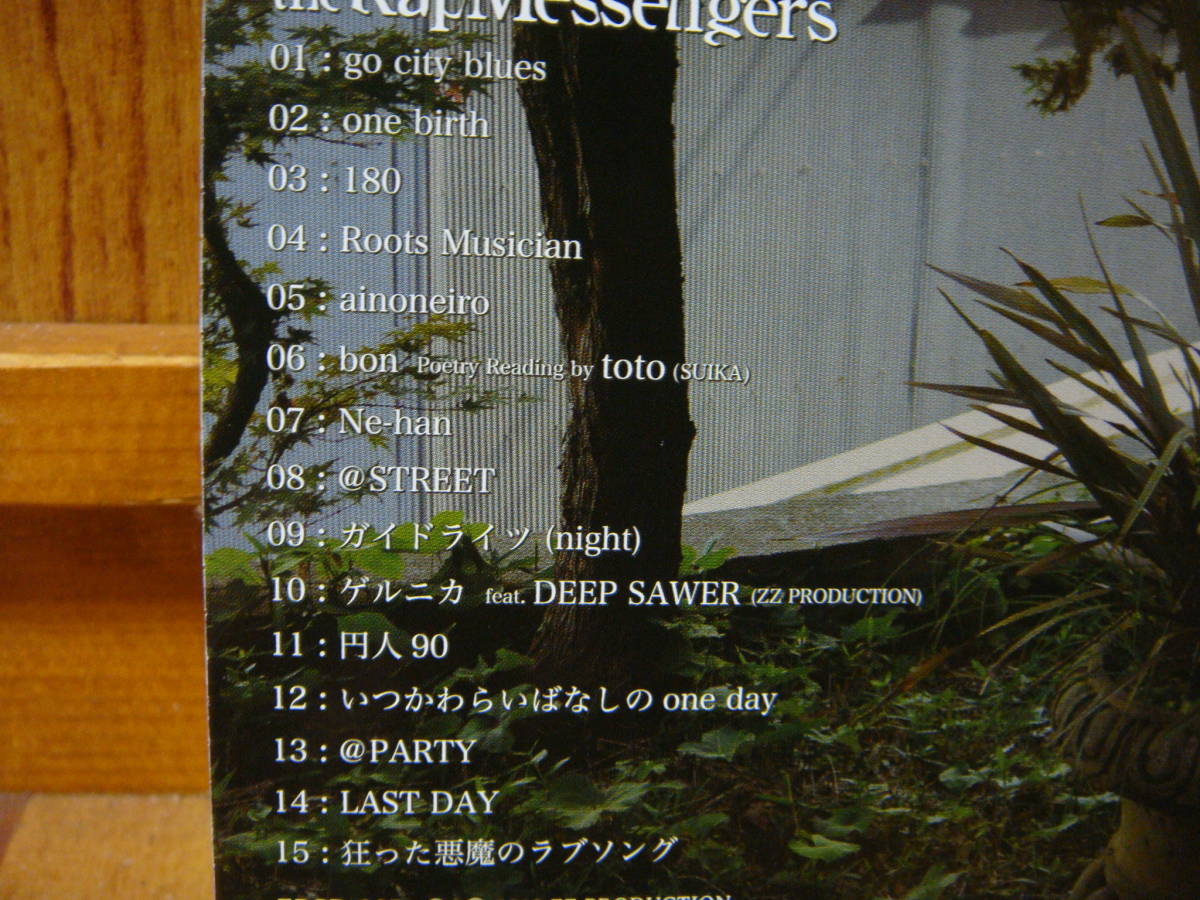 the RapMessengers
01 : go city blues
02 : one birth
03 : 180
04 : Roots Musician
05 : ainoneiro
06 : bon Poetry Reading by toto (SUIKA)
07 : Ne-han
08 : @STREET
09 : ガイドライツ (night)
10 : ゲルニカ feat. DEEP SAWER (ZZ PRODUCTION)
11 : 円人 90
12 : いつかわらいばなしの one day
13 : @PARTY
14 : LAST DAY
15 : 狂った悪魔のラブソング
ZZ PRODUCTION